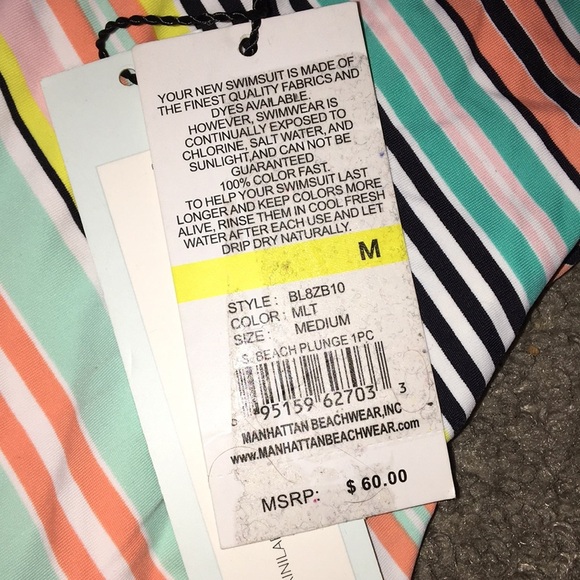 YOUR NEW SWIMSUIT IS MADE OF
THE FINEST QUALITY FABRICS AND
DYES AVAILABLE.
HOWEVER, SWIMWEAR IS
CONTINUALLY EXPOSED TO
CHLORINE, SALT WATER,AND
SUNLIGHT,AND CAN NOT BE
GUARANTEED
100% COLOR FAST.
TO HELP YOUR SWIMSUIT LAST
LONGER AND KEEP COLORS MORE
ALIVE, RINSE THEM IN COOL FRESH
WATER AFTER EACH USE AND LET
DRIP DRY NATURALLY.
M
STYLE : BL8ZB10
COLOR : MLT
SIZE : MEDIUM
S. BEACH PLUNGE 1PC
95159 62703 3
MANHATTAN BEACHWEAR,INC
www.MANHATTANBEACHWEAR.com
MSRP: $ 60.00